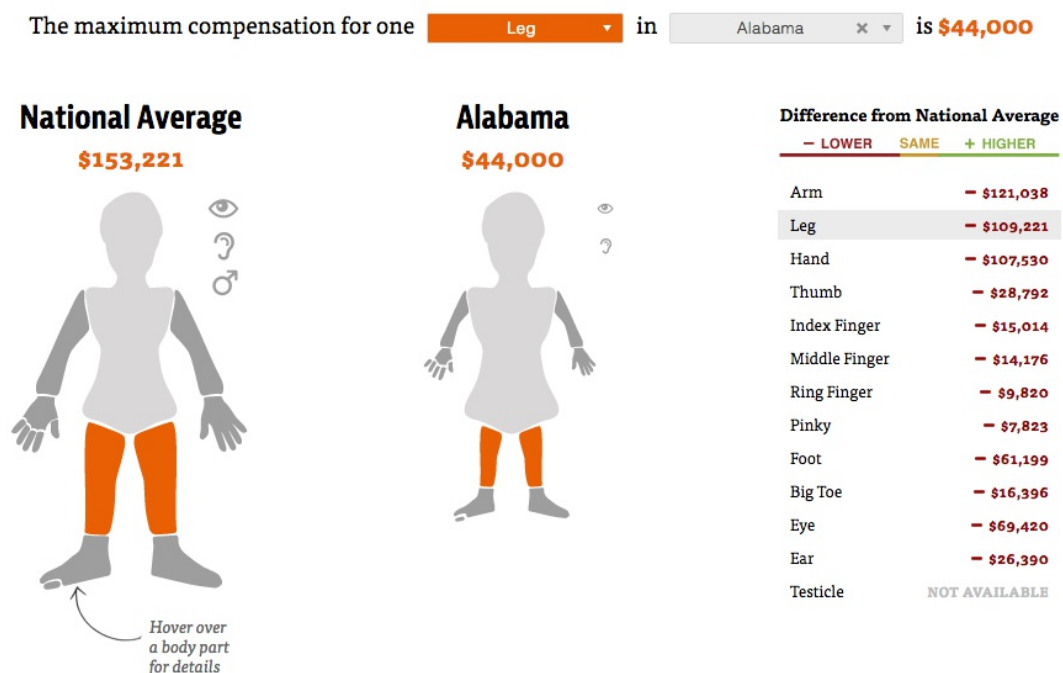 The maximum compensation for one Leg in Alabama × is $44,000
National Average
$153,221
Alabama
$44,000
Hover over
a body part
for details
Difference from National Average
− LOWER SAME + HIGHER
Arm − $121,038
Leg − $109,221
Hand − $107,530
Thumb − $28,792
Index Finger − $15,014
Middle Finger − $14,176
Ring Finger − $9,820
Pinky − $7,823
Foot − $61,199
Big Toe − $16,396
Eye − $69,420
Ear − $26,390
Testicle NOT AVAILABLE